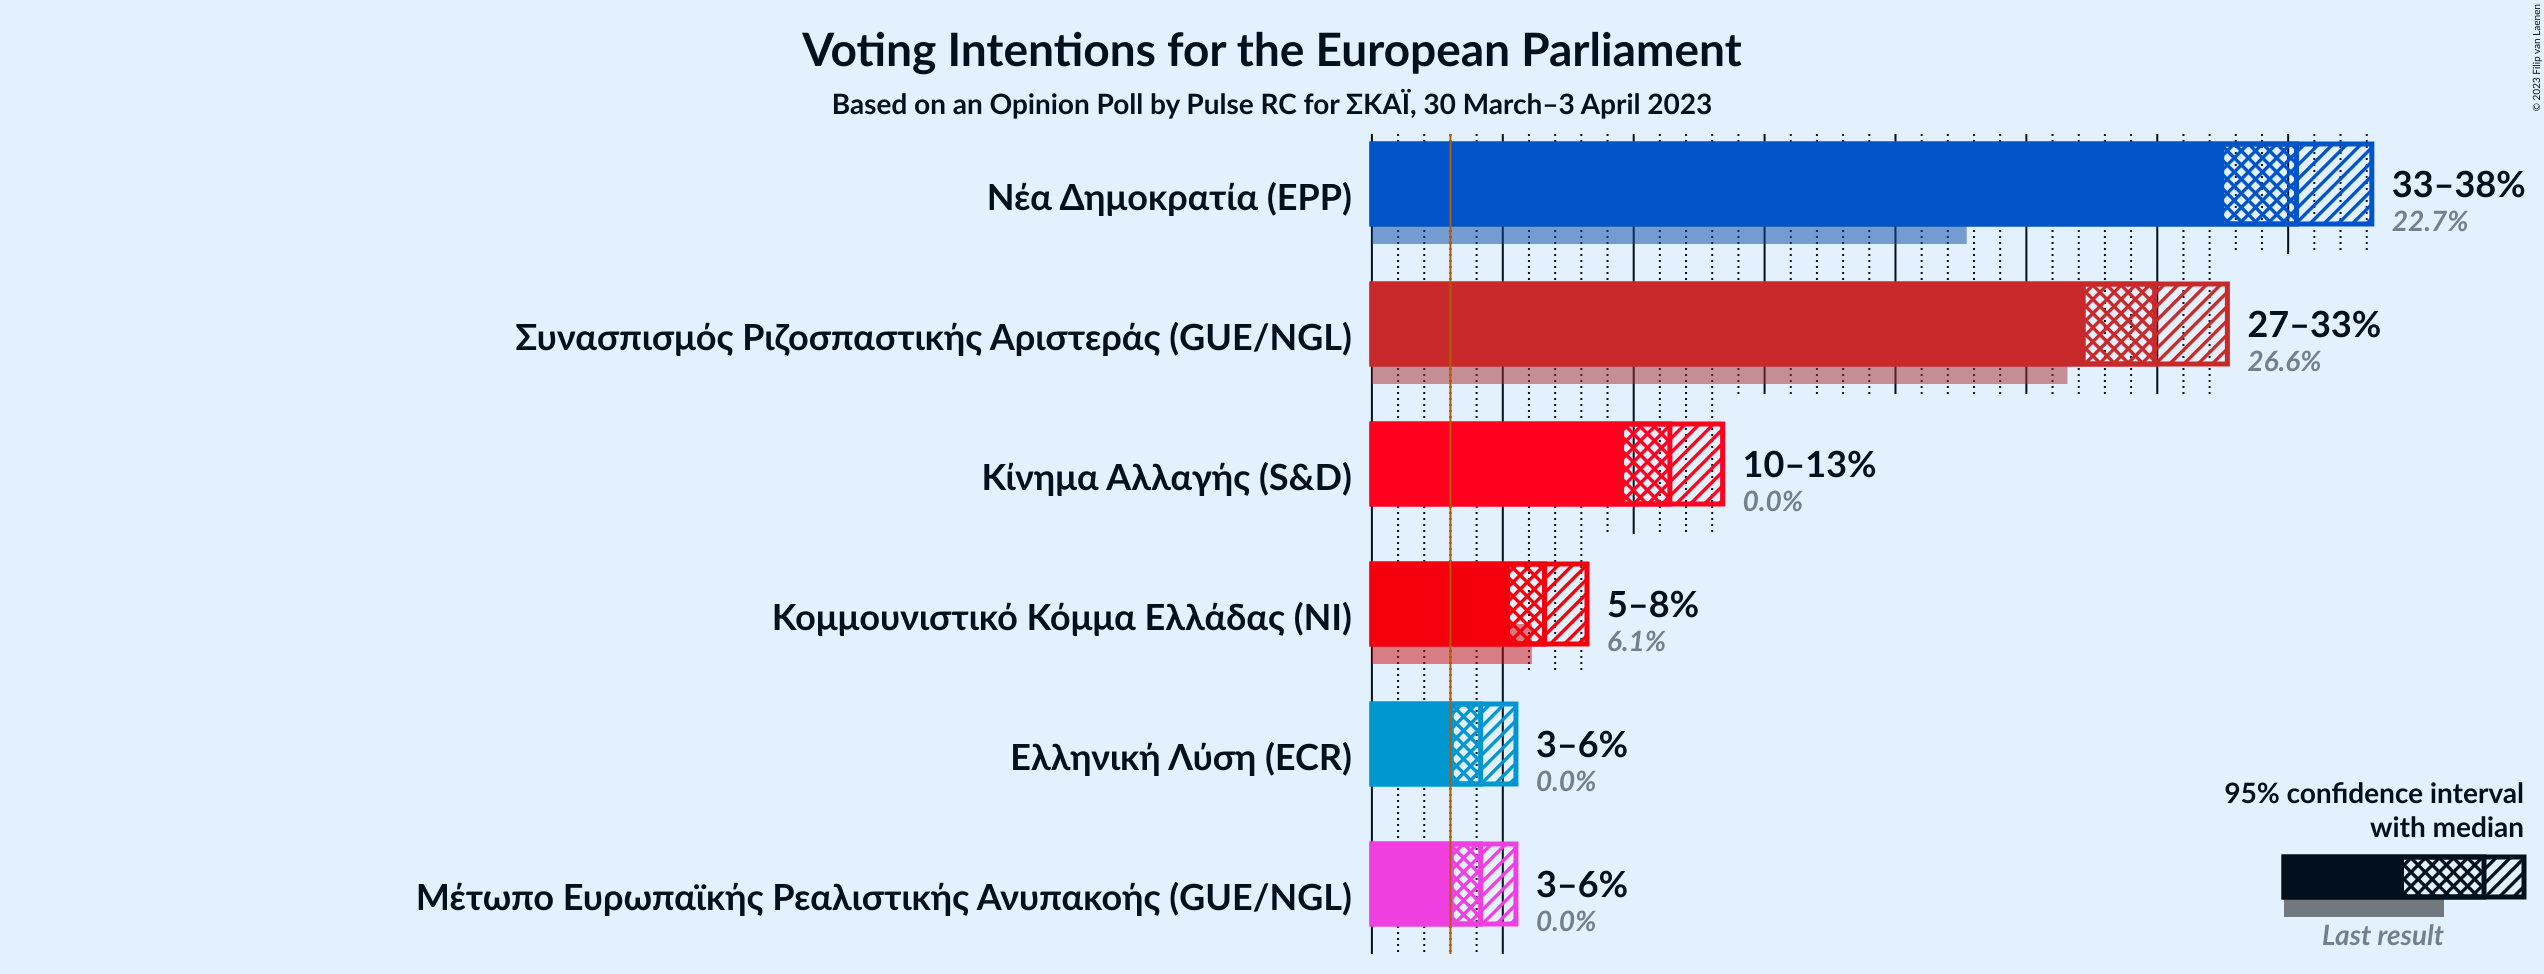 Voting Intentions for the European Parliament
Based on an Opinion Poll by Pulse RC for ΣΚΑΪ, 30 March–3 April 2023
© 2023 Filip van Laenen
Νέα Δημοκρατία (EPP)
33–38%
22.7%
Συνασπισμός Ριζοσπαστικής Αριστεράς (GUE/NGL)
27–33%
26.6%
Κίνημα Αλλαγής (S&D)
10–13%
0.0%
Κομμουνιστικό Κόμμα Ελλάδας (NI)
5–8%
6.1%
Ελληνική Λύση (ECR)
3–6%
0.0%
Μέτωπο Ευρωπαϊκής Ρεαλιστικής Ανυπακοής (GUE/NGL)
3–6%
0.0%
95% confidence interval
with median
Last result